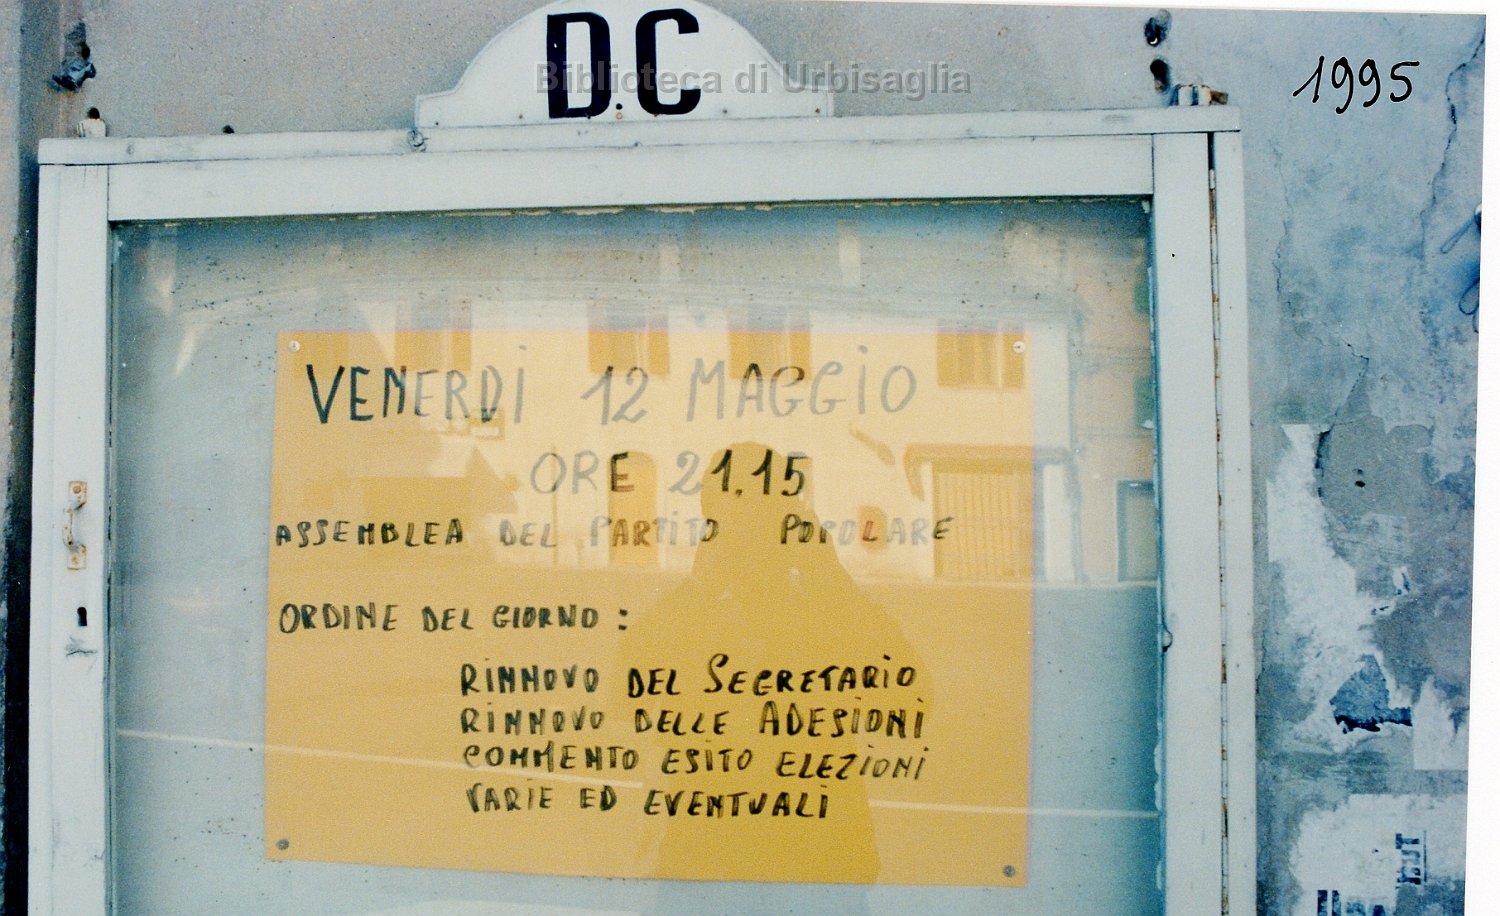 D.C
Biblioteca di Urbisaglia
1995
VENERDI 12 MAGGIO
ORE 21.15
ASSEMBLEA DEL PARTITO POPOLARE
ORDINE DEL GIORNO:
RINNOVO DEL SEGRETARIO
RINNOVO DELLE ADESIONI
COMMENTO ESITO ELEZIONI
VARIE ED EVENTUALI